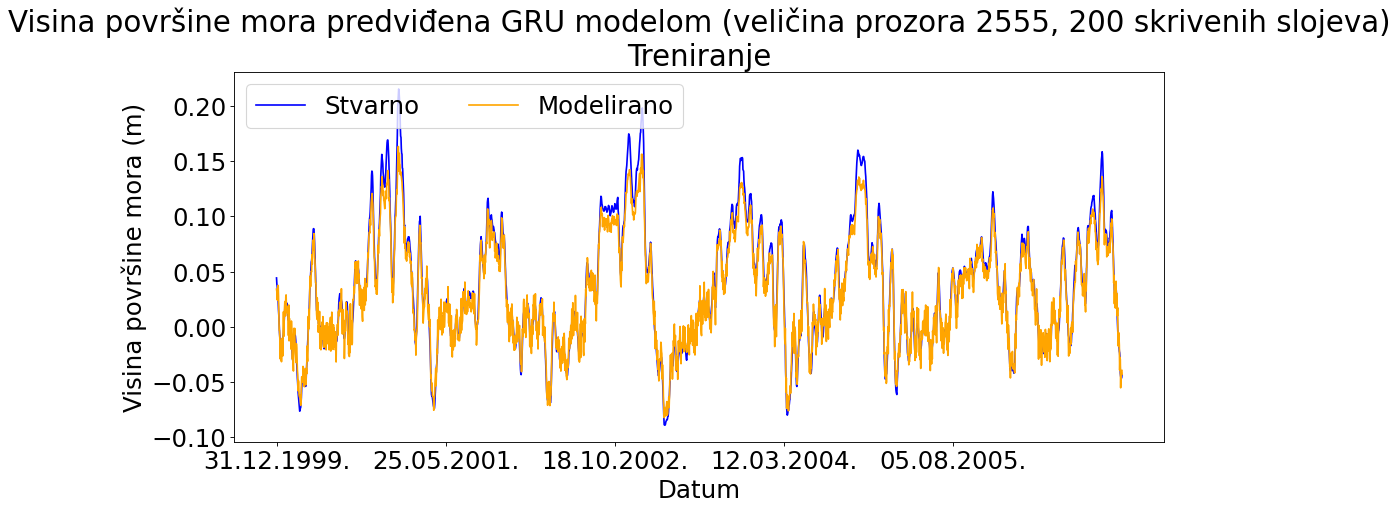 Visina površine mora predviđena GRU modelom (veličina prozora 2555, 200 skrivenih slojeva)
Treniranje
Stvarno
Modelirano
Visina površine mora (m)
0.20
0.15
0.10
0.05
0.00
−0.05
−0.10
31.12.1999.
25.05.2001.
18.10.2002.
12.03.2004.
05.08.2005.
Datum